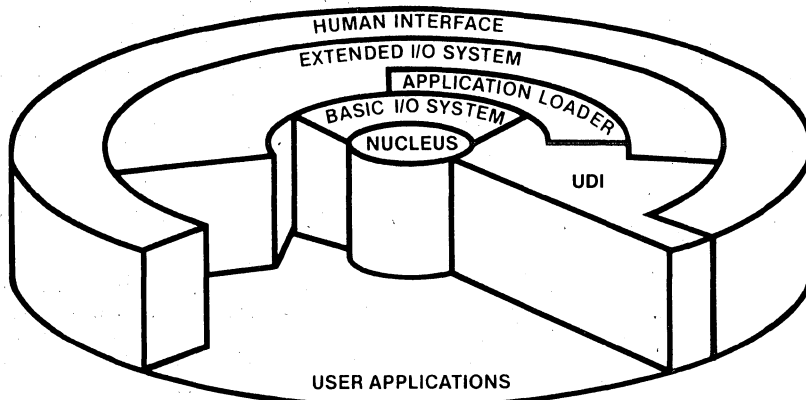 HUMAN INTERFACE
EXTENDED I/O SYSTEM
APPLICATION LOADER
BASIC I/O SYSTEM
NUCLEUS
UDI
USER APPLICATIONS